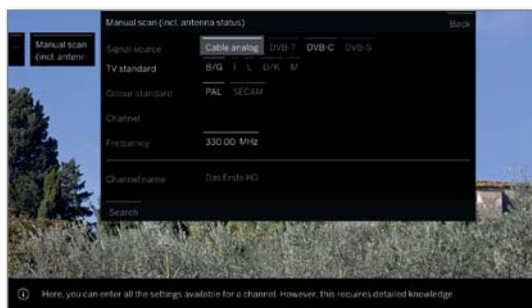 Manual scan (incl. antenna status)
Back
Manual scan
(incl. antenn
Signal source
Cable analog DVB-T DVB-C DVB-S
TV standard
B/G I L D/K M
Colour standard
PAL SECAM
Channel
Frequency
330.00 MHz
Channel name
Das Erste HD
Search
Here, you can enter all the settings available for a channel. However, this requires detailed knowledge.